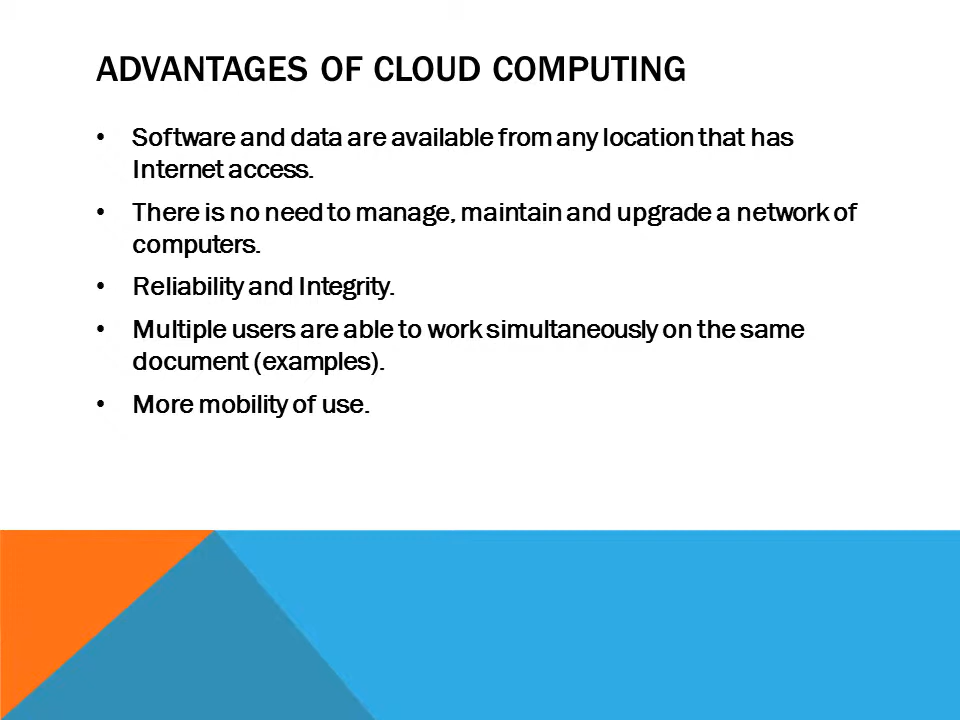 ADVANTAGES OF CLOUD COMPUTING
• Software and data are available from any location that has
Internet access.
• There is no need to manage, maintain and upgrade a network of
computers.
• Reliability and Integrity.
• Multiple users are able to work simultaneously on the same
document (examples).
• More mobility of use.